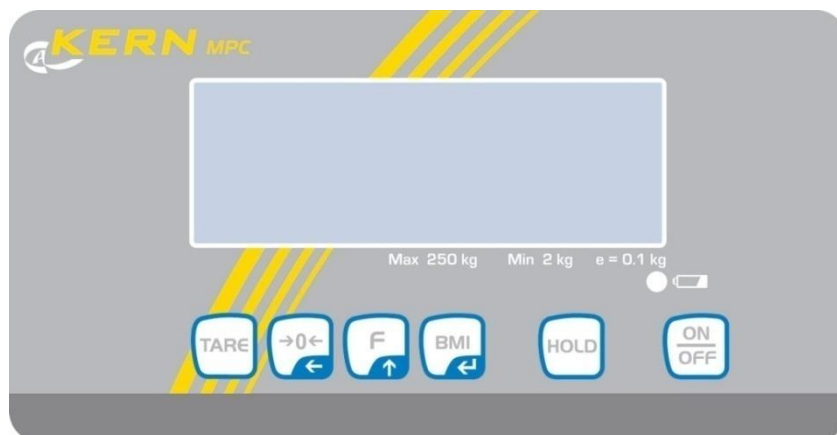 KERN MPC
Max 250 kg Min 2 kg e = 0.1 kg
TARE →0← F BMI HOLD ON
OFF